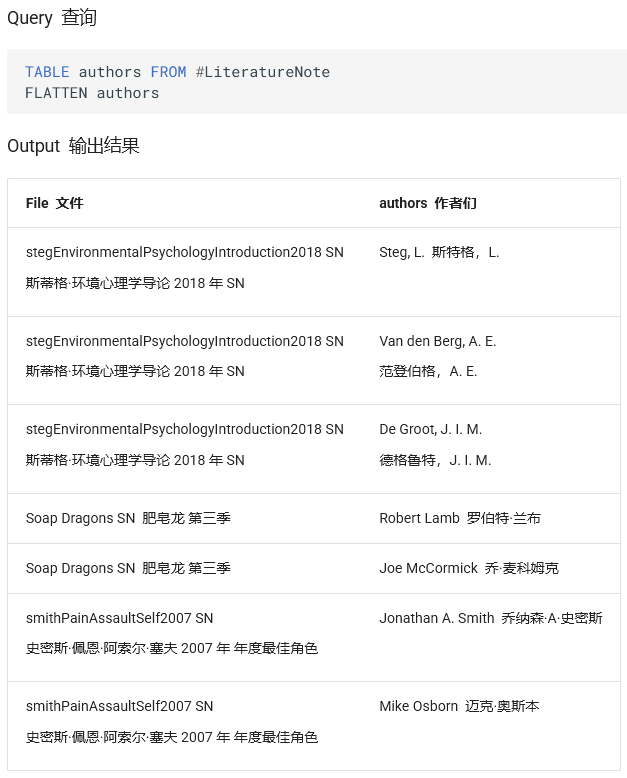 Query 查询
TABLE authors FROM #LiteratureNote
FLATTEN authors
Output 输出结果
File 文件 authors 作者们
stegEnvironmentalPsychologyIntroduction2018 SN Steg, L. 斯特格，L.
斯蒂格·环境心理学导论 2018 年 SN
stegEnvironmentalPsychologyIntroduction2018 SN Van den Berg, A. E.
斯蒂格·环境心理学导论 2018 年 SN 范登伯格，A. E.
stegEnvironmentalPsychologyIntroduction2018 SN De Groot, J. I. M.
斯蒂格·环境心理学导论 2018 年 SN 德格鲁特，J. I. M.
Soap Dragons SN 肥皂龙 第三季 Robert Lamb 罗伯特·兰布
Soap Dragons SN 肥皂龙 第三季 Joe McCormick 乔·麦科姆克
smithPainAssaultSelf2007 SN Jonathan A. Smith 乔纳森·A·史密斯
史密斯·佩恩·阿索尔·塞夫 2007 年 年度最佳角色
smithPainAssaultSelf2007 SN Mike Osborn 迈克·奥斯本
史密斯·佩恩·阿索尔·塞夫 2007 年 年度最佳角色